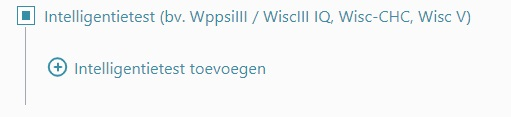 Intelligentietest (bv. WppsiIII / WiscIII IQ, Wisc-CHC, Wisc V)
Intelligentietest toevoegen